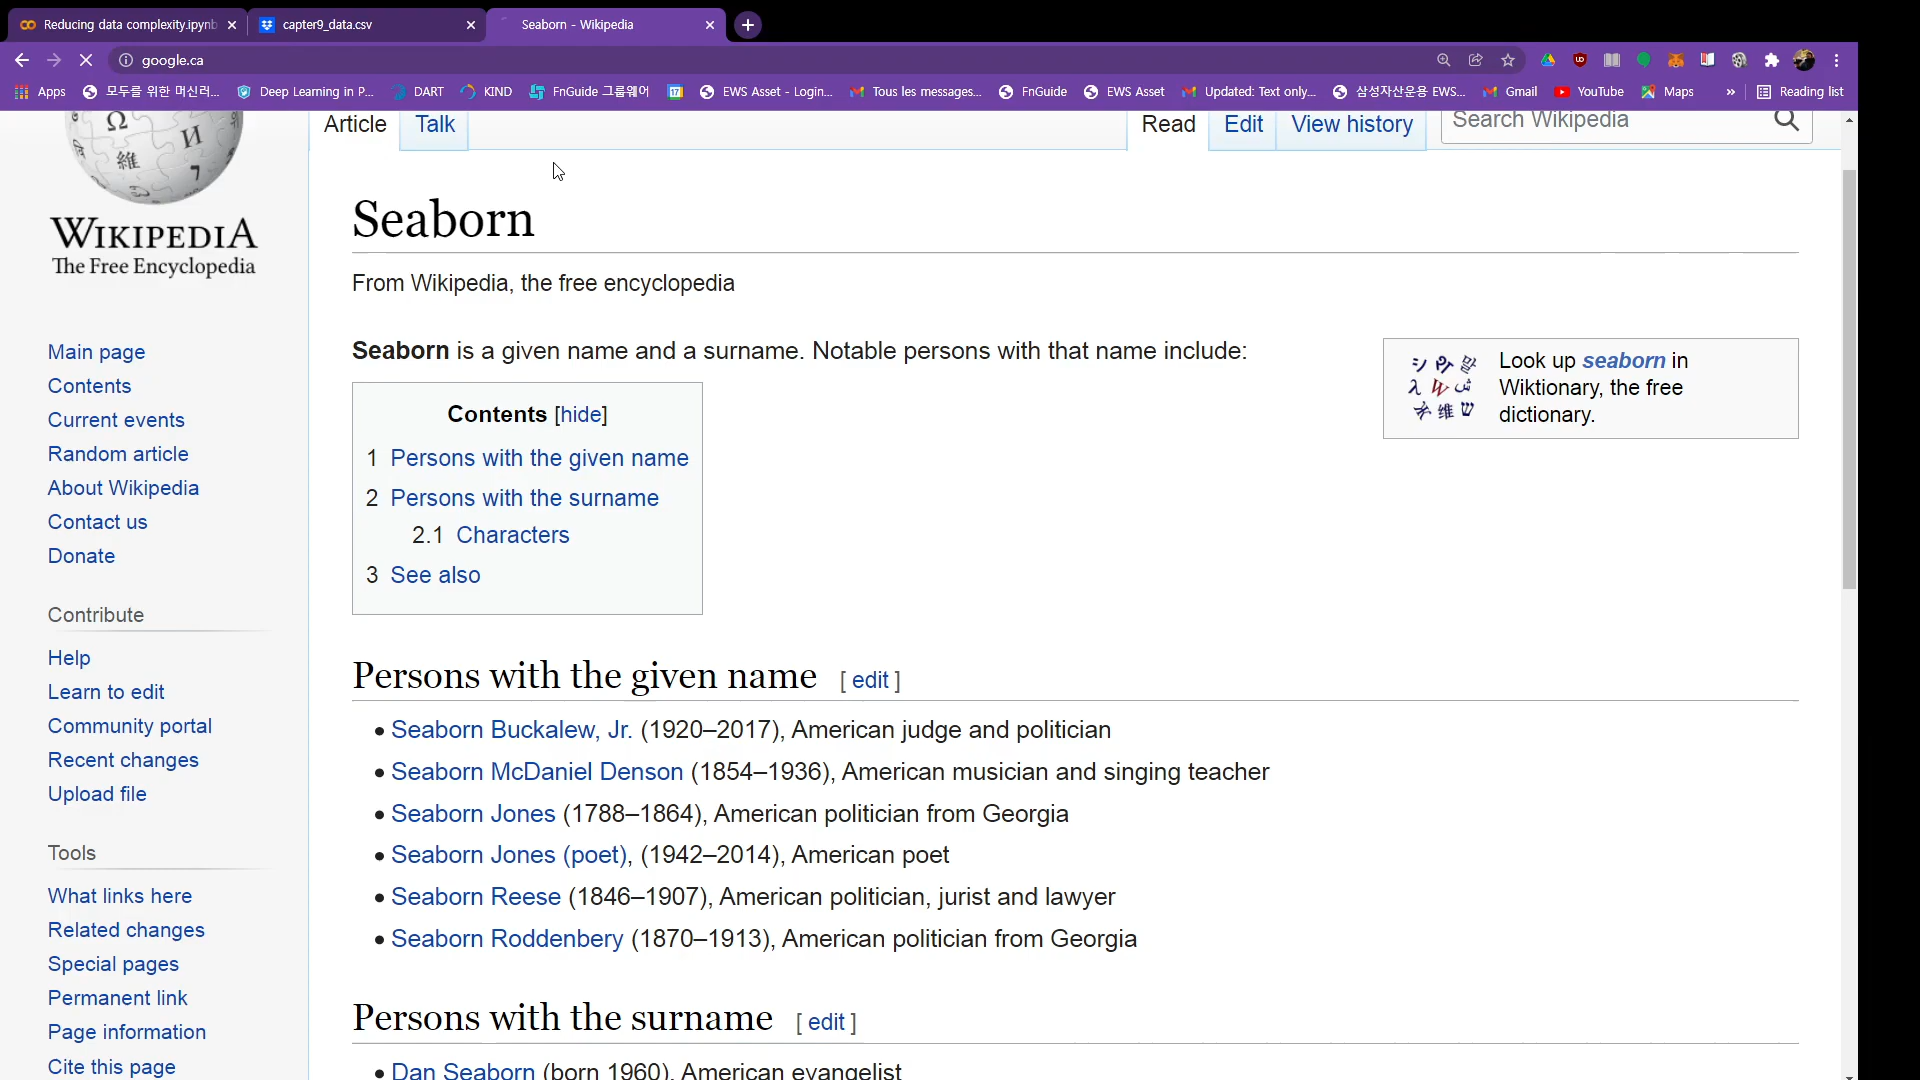 Reducing data complexity.ipynb
capter9_data.csv
Seaborn - Wikipedia
google.ca
Apps
모두를 위한 머신러...
Deep Learning in P...
DART
KIND
FnGuide 그룹웨어
17
EWS Asset - Login...
Tous les messages...
FnGuide
EWS Asset
Updated: Text only...
삼성자산운용 EWS...
Gmail
YouTube
Maps
»
Reading list
Article
Talk
Read
Edit
View history
Search Wikipedia
WIKIPEDIA
The Free Encyclopedia
Seaborn
From Wikipedia, the free encyclopedia
Seaborn is a given name and a surname. Notable persons with that name include:
Look up seaborn in
Wiktionary, the free
dictionary.
Contents [hide]
1 Persons with the given name
2 Persons with the surname
2.1 Characters
3 See also
Main page
Contents
Current events
Random article
About Wikipedia
Contact us
Donate
Contribute
Help
Learn to edit
Community portal
Recent changes
Upload file
Tools
What links here
Related changes
Special pages
Permanent link
Page information
Cite this page
Persons with the given name [ edit ]
• Seaborn Buckalew, Jr. (1920–2017), American judge and politician
• Seaborn McDaniel Denson (1854–1936), American musician and singing teacher
• Seaborn Jones (1788–1864), American politician from Georgia
• Seaborn Jones (poet), (1942–2014), American poet
• Seaborn Reese (1846–1907), American politician, jurist and lawyer
• Seaborn Roddenbery (1870–1913), American politician from Georgia
Persons with the surname [ edit ]
• Dan Seaborn (born 1960), American evangelist